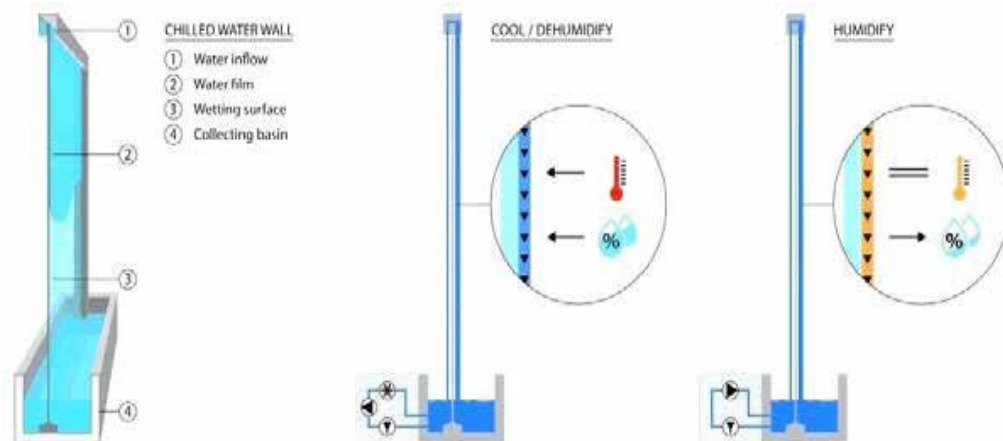 CHILLED WATER WALL
1 Water inflow
2 Water film
3 Wetting surface
4 Collecting basin
1
2
3
4
COOL / DEHUMIDIFY
%
HUMIDIFY
%